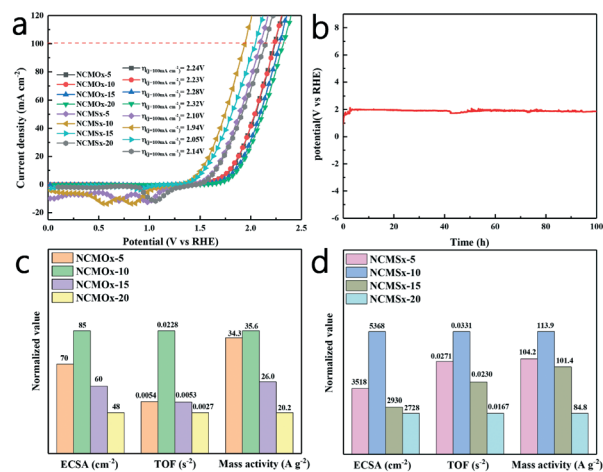 a
120
100
80
60
40
20
0
-20
Current density (mA cm-2)
0.0 0.5 1.0 1.5 2.0 2.5
Potential (V vs RHE)
NCMOx-5
NCMOx-10
NCMOx-15
NCMOx-20
NCMSx-5
NCMSx-10
NCMSx-15
NCMSx-20
η(j=100mA cm-2)= 2.24V
η(j=100mA cm-2)= 2.23V
η(j=100mA cm-2)= 2.28V
η(j=100mA cm-2)= 2.32V
η(j=100mA cm-2)= 2.10V
η(j=100mA cm-2)= 1.94V
η(j=100mA cm-2)= 2.05V
η(j=100mA cm-2)= 2.14V
b
8
6
4
2
0
-2
-4
-6
potential(V vs RHE)
0 20 40 60 80 100
Time (h)
c
NCMOx-5
NCMOx-10
NCMOx-15
NCMOx-20
Normalized value
70 85 60 48
0.0054 0.0228 0.0053 0.0027
34.3 35.6 26.0 20.2
ECSA (cm-2) TOF (s-1) Mass activity (A g-2)
d
NCMSx-5
NCMSx-10
NCMSx-15
NCMSx-20
Normalized value
3518 5368 2930 2728
0.0271 0.0331 0.0230 0.0167
104.2 113.9 101.4 84.8
ECSA (cm-2) TOF (s-1) Mass activity (A g-2)